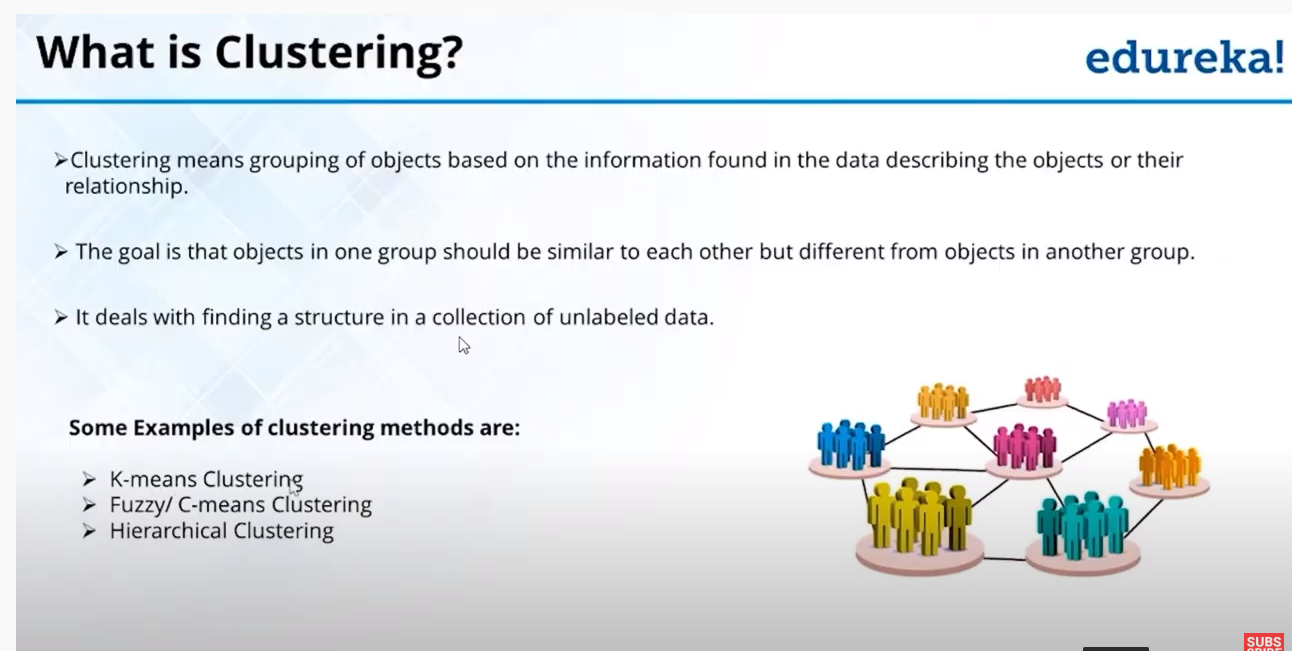 What is Clustering?
edureka!
➢Clustering means grouping of objects based on the information found in the data describing the objects or their
relationship.
➢ The goal is that objects in one group should be similar to each other but different from objects in another group.
➢ It deals with finding a structure in a collection of unlabeled data.
Some Examples of clustering methods are:
➢ K-means Clustering
➢ Fuzzy/ C-means Clustering
➢ Hierarchical Clustering
SUBS